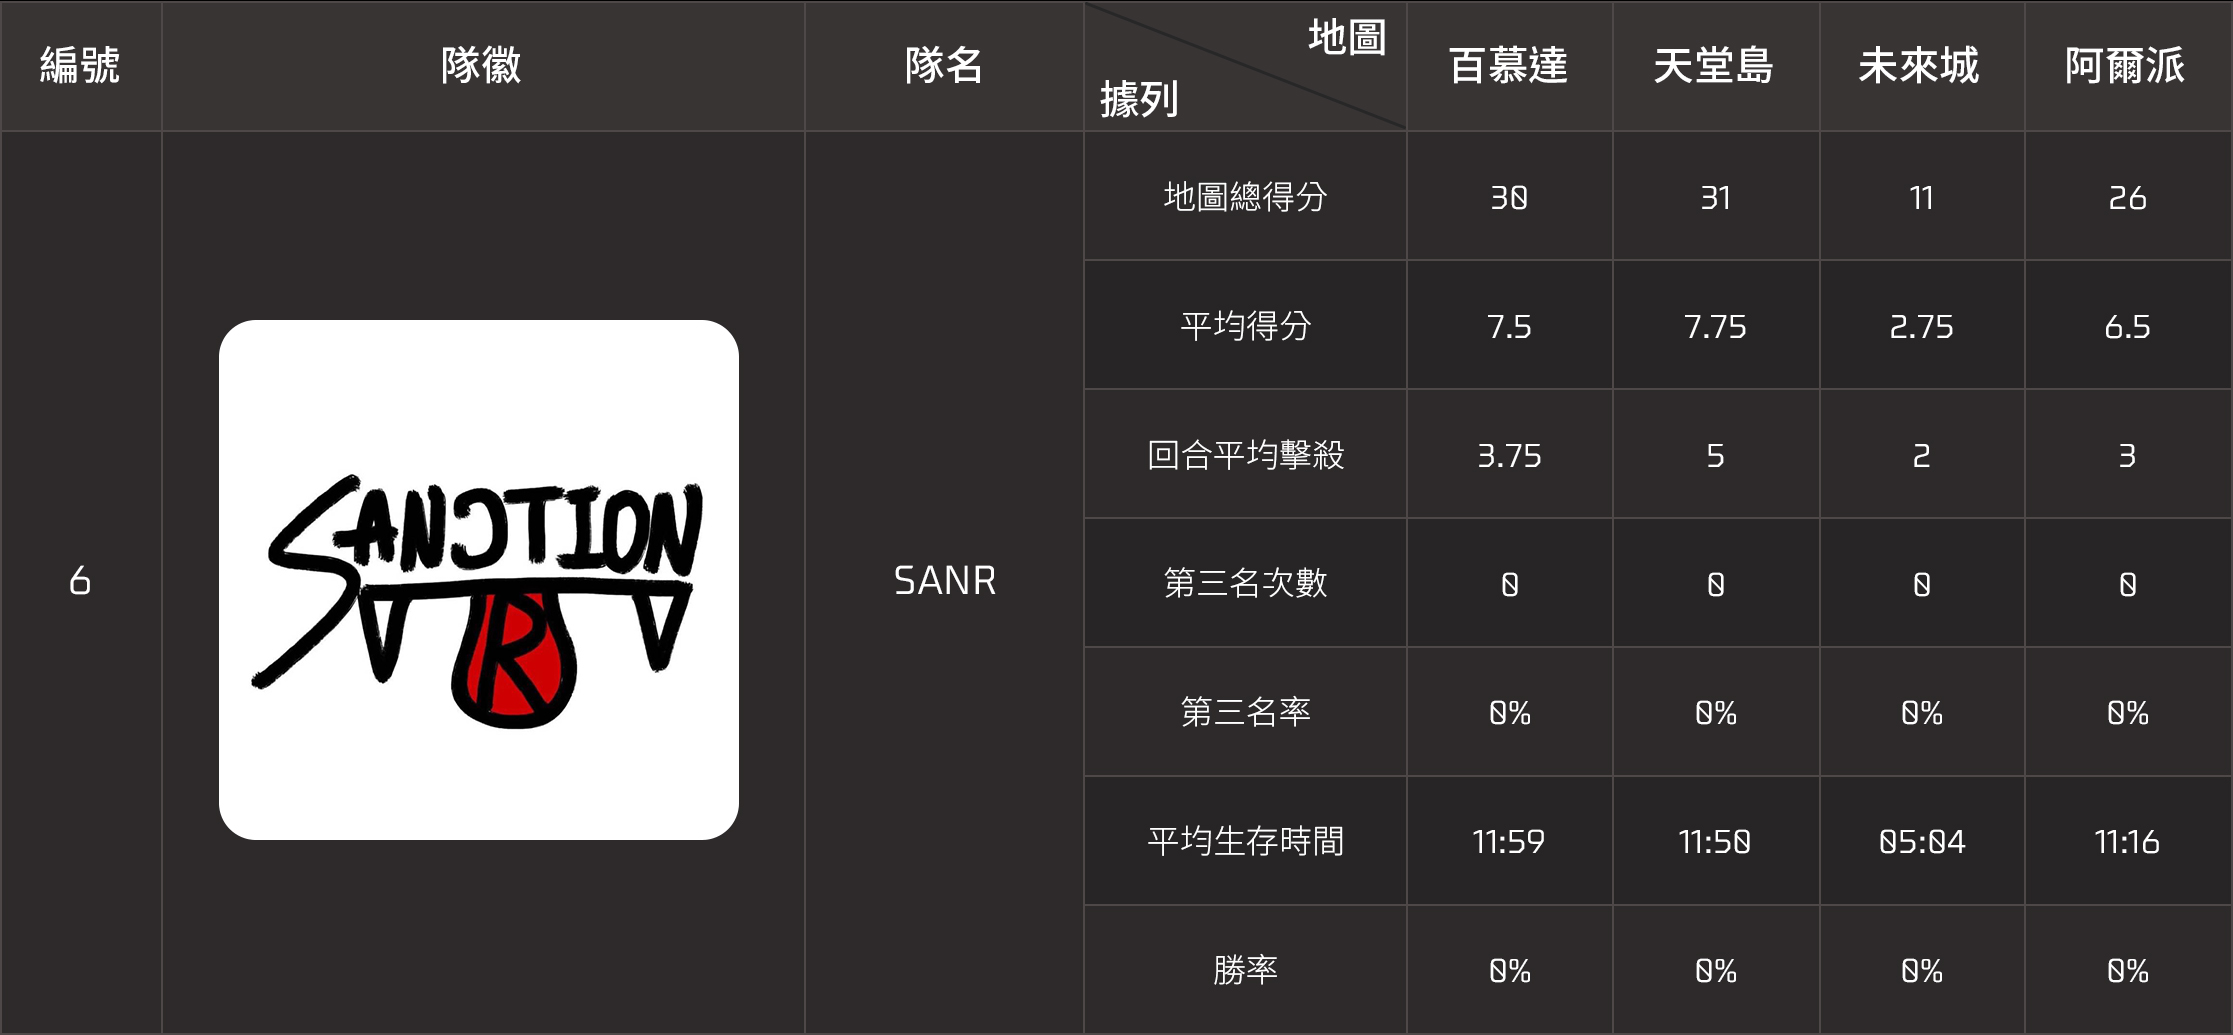 編號 隊徽 隊名 地圖 據列 百慕達 天堂島 未來城 阿爾派
地圖總得分 30 31 11 26
平均得分 7.5 7.75 2.75 6.5
回合平均擊殺 3.75 5 2 3
SANCTION
R
6 SANR
第三名次數 0 0 0 0
第三名率 0% 0% 0% 0%
平均生存時間 11:59 11:50 05:04 11:16
勝率 0% 0% 0% 0%